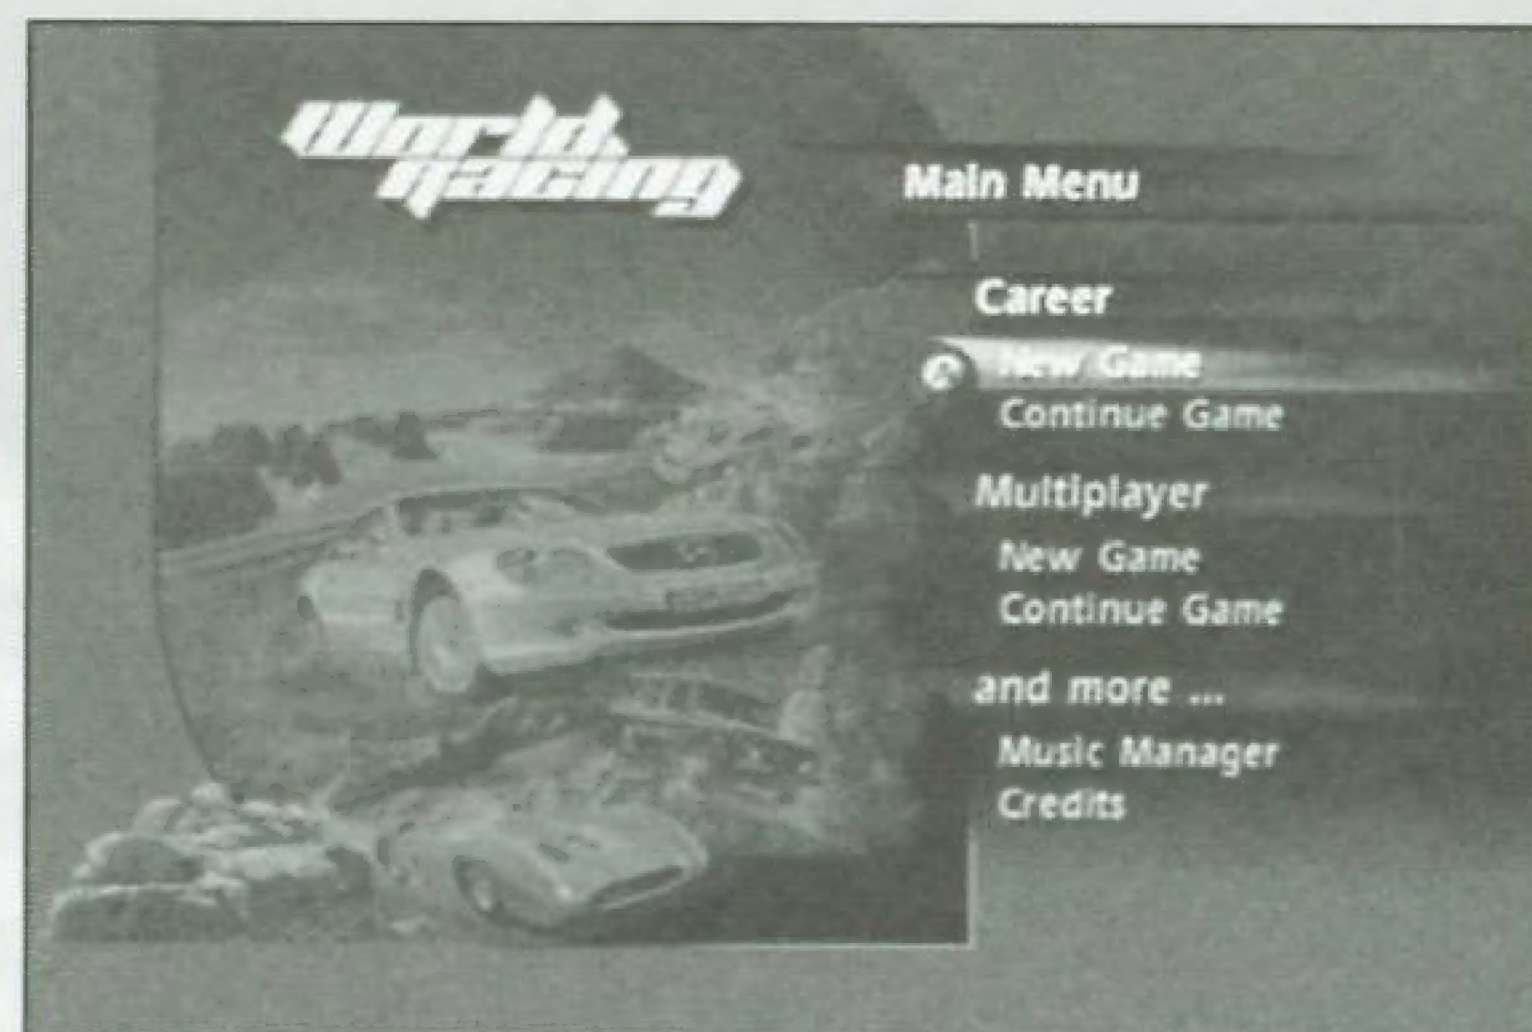 World
Racing
Main Menu
Career
New Game
Continue Game
Multiplayer
New Game
Continue Game
and more ...
Music Manager
Credits